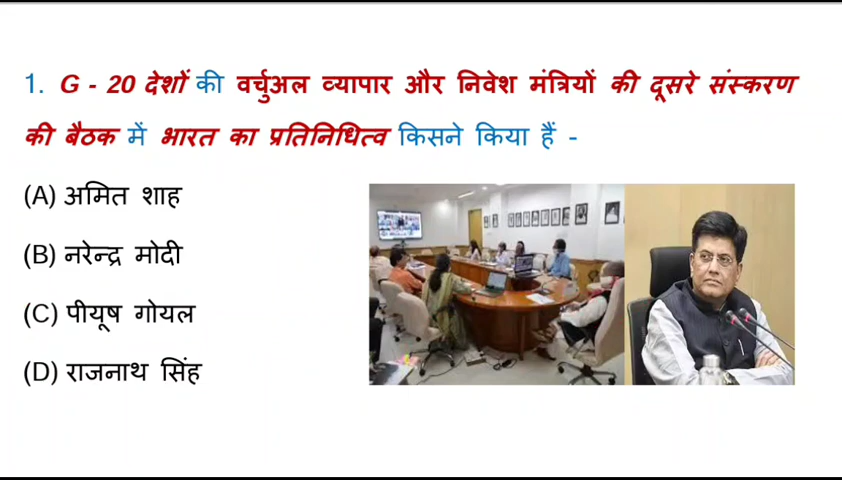 1. G - 20 देशों की वर्चुअल व्यापार और निवेश मंत्रियों की दूसरे संस्करण
की बैठक में भारत का प्रतिनिधित्व किसने किया हैं -
(A) अमित शाह
(B) नरेन्द्र मोदी
(C) पीयूष गोयल
(D) राजनाथ सिंह